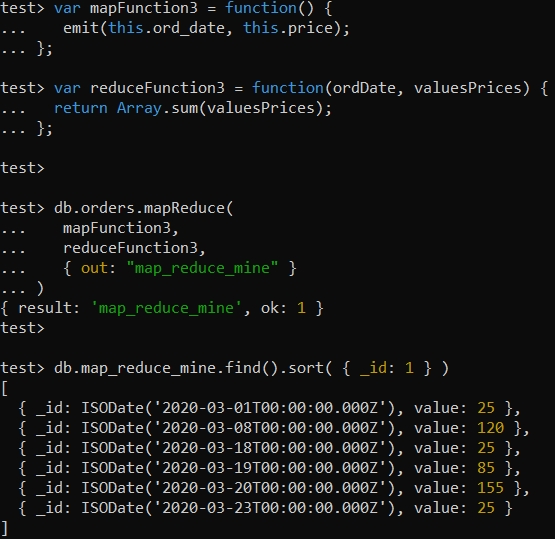 test> var mapFunction3 = function() {
...   emit(this.ord_date, this.price);
... };
test> var reduceFunction3 = function(ordDate, valuesPrices) {
...   return Array.sum(valuesPrices);
... };
test>
test> db.orders.mapReduce(
...   mapFunction3,
...   reduceFunction3,
...   { out: "map_reduce_mine" }
... )
{ result: 'map_reduce_mine', ok: 1 }
test>
test> db.map_reduce_mine.find().sort( { _id: 1 } )
[
  { _id: ISODate('2020-03-01T00:00:00.000Z'), value: 25 },
  { _id: ISODate('2020-03-08T00:00:00.000Z'), value: 120 },
  { _id: ISODate('2020-03-18T00:00:00.000Z'), value: 25 },
  { _id: ISODate('2020-03-19T00:00:00.000Z'), value: 85 },
  { _id: ISODate('2020-03-20T00:00:00.000Z'), value: 155 },
  { _id: ISODate('2020-03-23T00:00:00.000Z'), value: 25 }
]